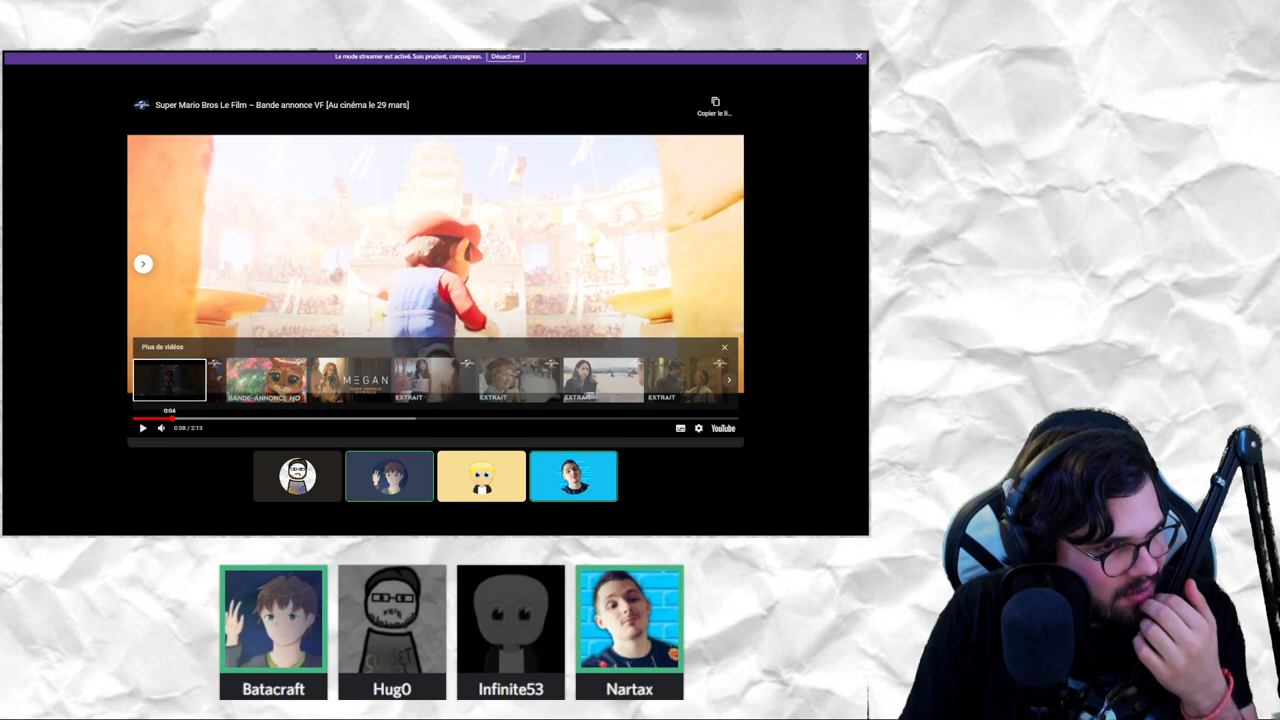 Le mode streamer est activé. Sois prudent, compagnon.
Désactiver
Super Mario Bros Le Film – Bande annonce VF [Au cinéma le 29 mars]
Copier le li...
Plus de vidéos
BANDE-ANNONCE HD
MEGAN
EXTRAIT
EXTRAIT
EXTRAIT
EXTRAIT
0:04
0:08 / 2:13
YouTube
Batacraft
Hug0
Infinite53
Nartax